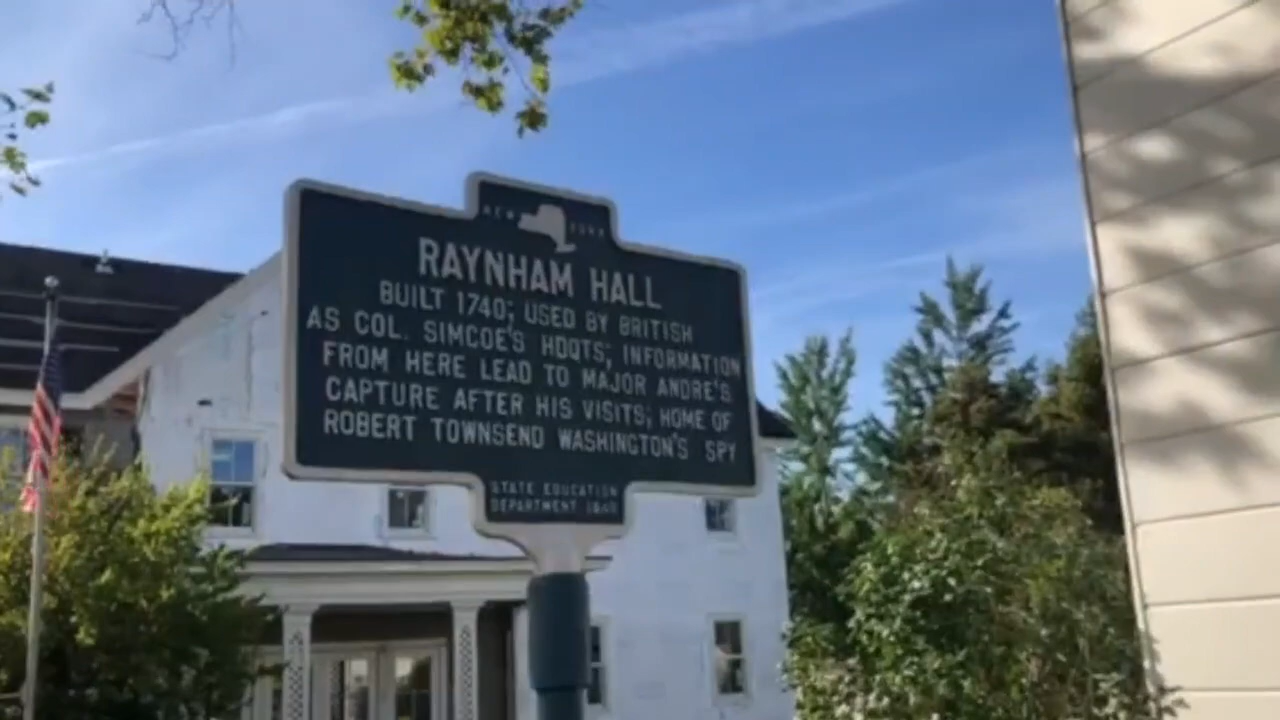 NEW YORK
RAYNHAM HALL
BUILT 1740; USED BY BRITISH
AS COL. SIMCOE'S HDQTS; INFORMATION
FROM HERE LEAD TO MAJOR ANDRE'S
CAPTURE AFTER HIS VISITS; HOME OF
ROBERT TOWNSEND WASHINGTON'S SPY
STATE EDUCATION
DEPARTMENT